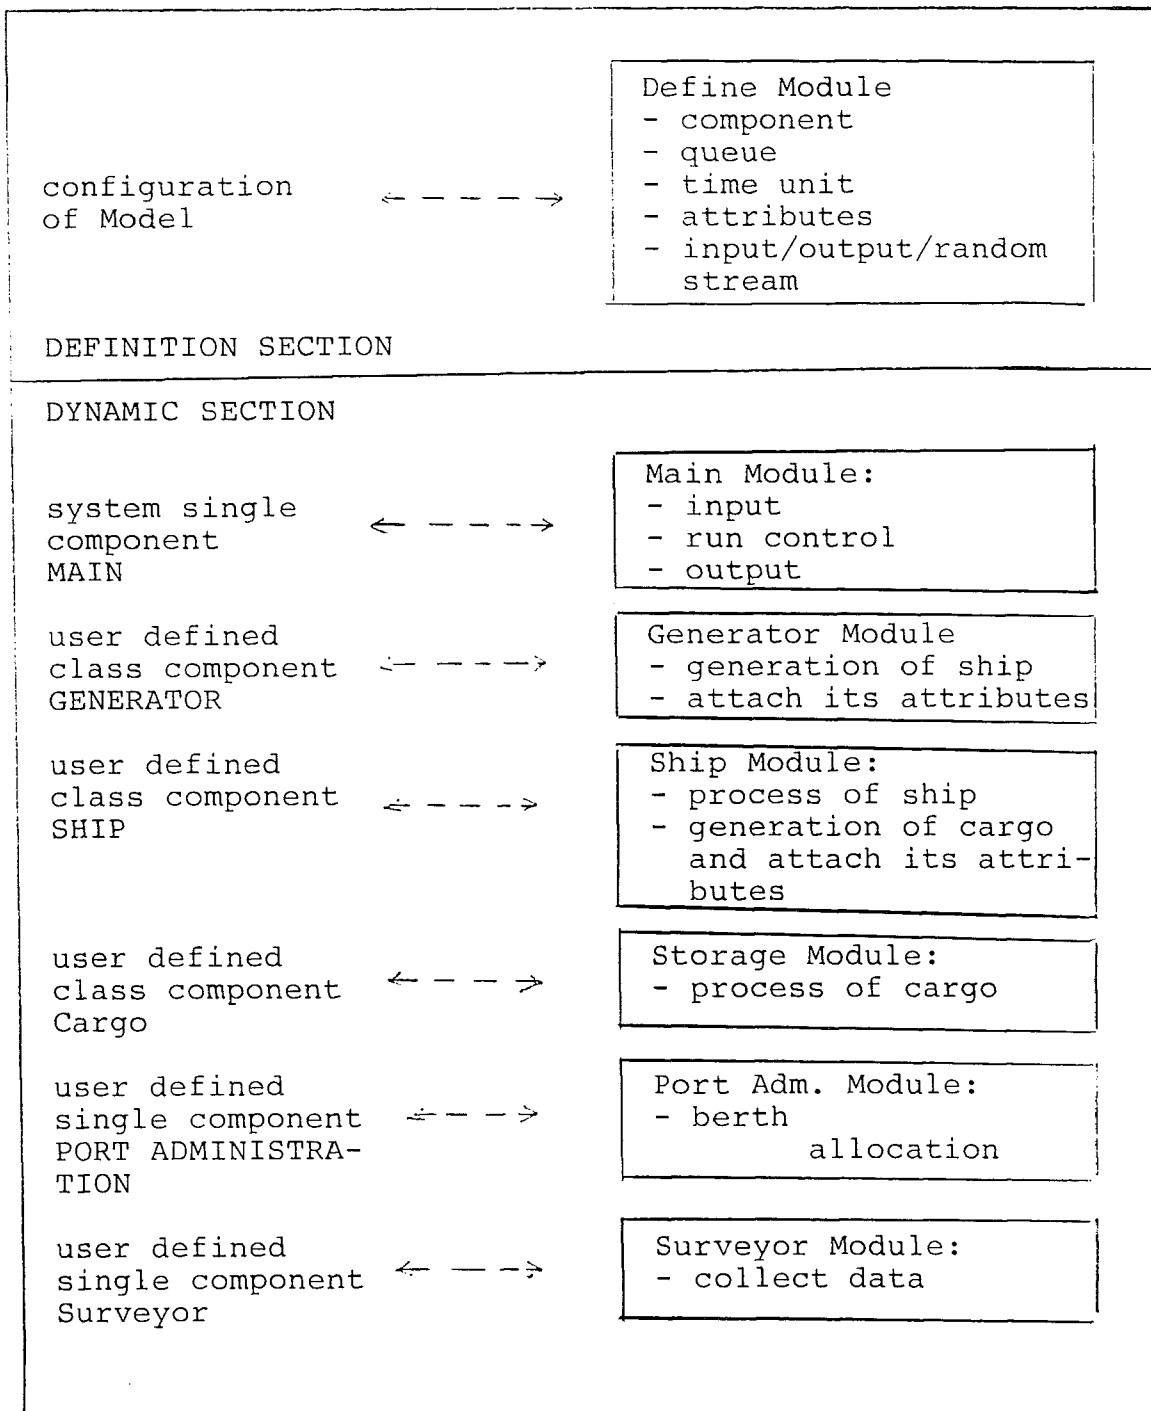 Define Module
- component
- queue
configuration
- time unit
of Model
- attributes
- input/output/random
stream
DEFINITION SECTION
DYNAMIC SECTION
Main Module:
system single
- input
component
- run control
MAIN
- output
user defined
Generator Module
class component
- generation of ship
GENERATOR
- attach its attributes
user defined
Ship Module:
class component
- process of ship
SHIP
- generation of cargo
and attach its attri-
butes
user defined
Storage Module:
class component
- process of cargo
Cargo
user defined
Port Adm. Module:
single component
- berth
PORT ADMINISTRA-
allocation
TION
user defined
Surveyor Module:
single component
- collect data
Surveyor